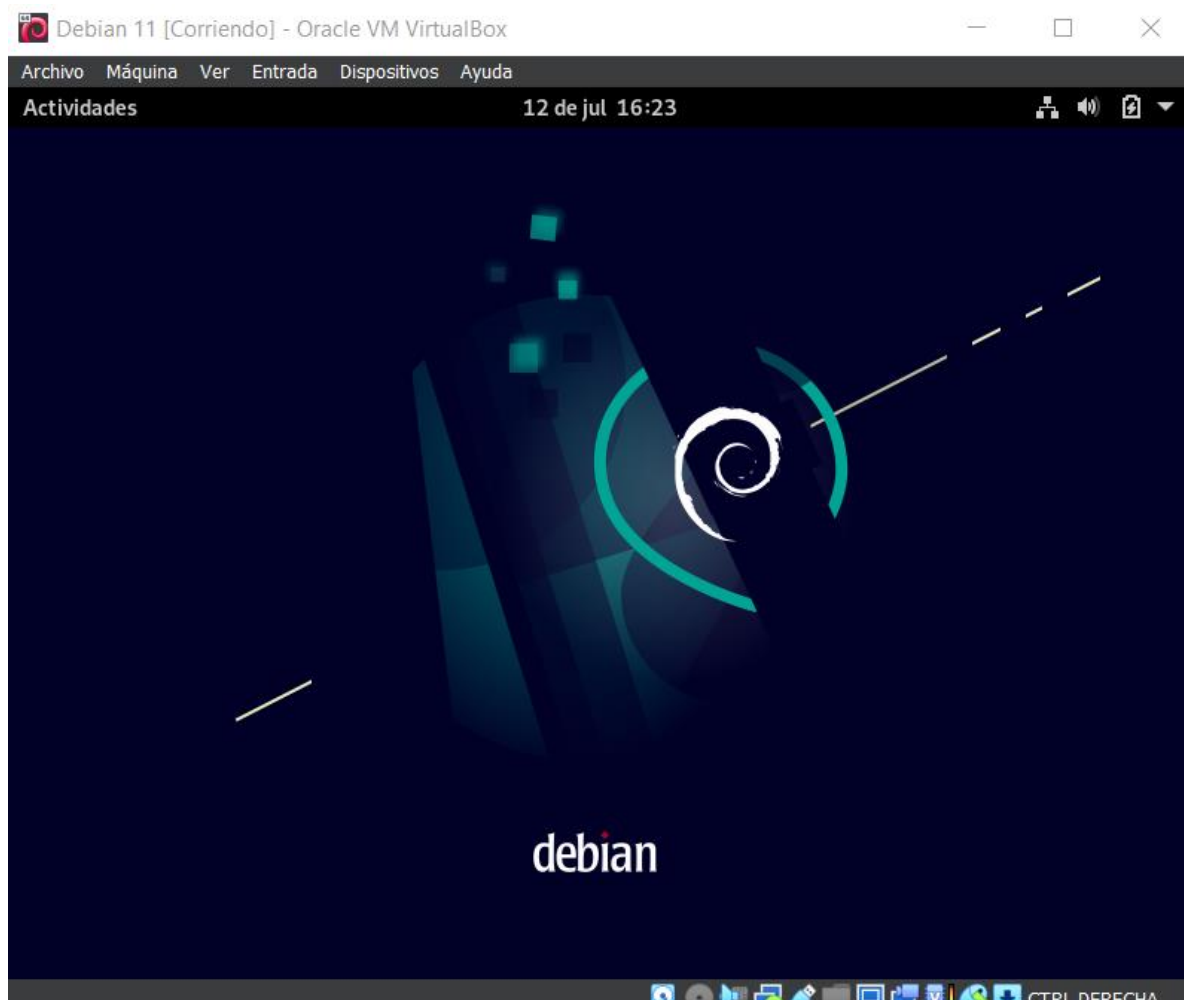 Debian 11 [Corriendo] - Oracle VM VirtualBox
Archivo Máquina Ver Entrada Dispositivos Ayuda
Actividades 12 de jul 16:23
debian
CTRL DERECHA